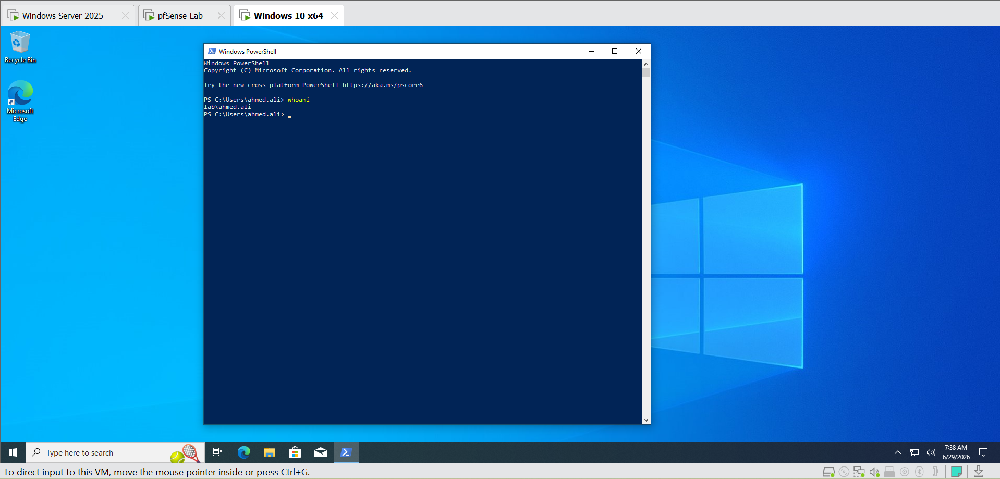 Windows Server 2025
pfSense-Lab
Windows 10 x64
Recycle Bin
Microsoft
Edge
Windows PowerShell
Windows PowerShell
Copyright (C) Microsoft Corporation. All rights reserved.
Try the new cross-platform PowerShell https://aka.ms/pscore6
PS C:\Users\ahmed.ali> whoami
lab\ahmed.ali
PS C:\Users\ahmed.ali>
Type here to search
7:38 AM
6/29/2026
To direct input to this VM, move the mouse pointer inside or press Ctrl+G.